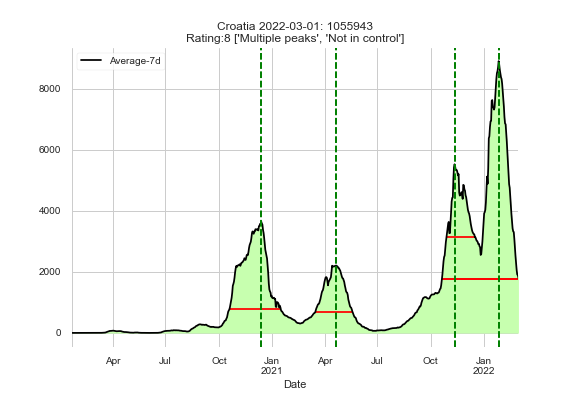 Croatia 2022-03-01: 1055943
Rating:8 ['Multiple peaks', 'Not in control']
Average-7d
8000
6000
4000
2000
0
Apr
Jul
Oct
Jan
2021
Apr
Jul
Oct
Jan
2022
Date